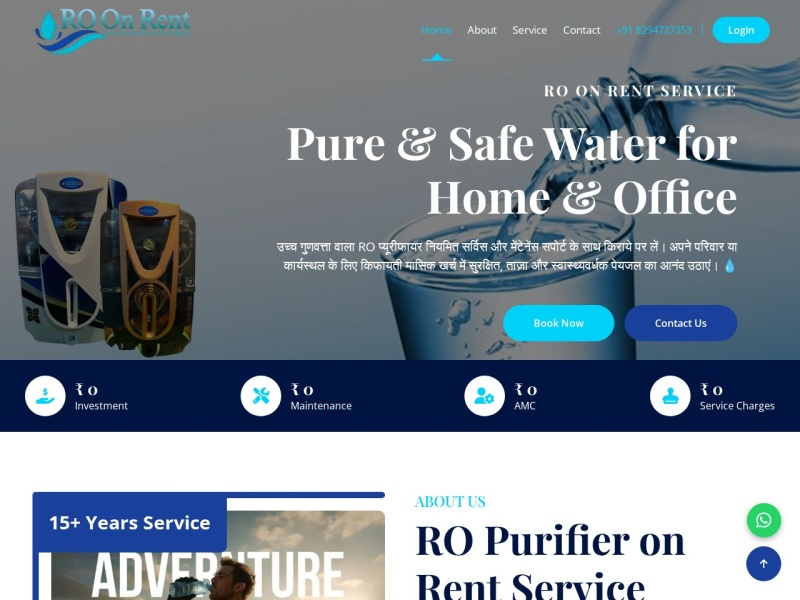 RO On Rent
Home
About
Service
Contact
+91 8294727353
Login
RO ON RENT SERVICE
Pure & Safe Water for
Home & Office
उच्च गुणवत्ता वाला RO प्यूरीफायर नियमित सर्विस और मेंटेनेंस सपोर्ट के साथ किराये पर लें। अपने परिवार या
कार्यस्थल के लिए किफायती मासिक खर्च में सुरक्षित, ताज़ा और स्वास्थ्यवर्धक पेयजल का आनंद उठाएं। 💧
Book Now
Contact Us
₹ 0
Investment
₹ 0
Maintenance
₹ 0
AMC
₹ 0
Service Charges
15+ Years Service
ADVERNTURE
ABOUT US
RO Purifier on
Rent Service